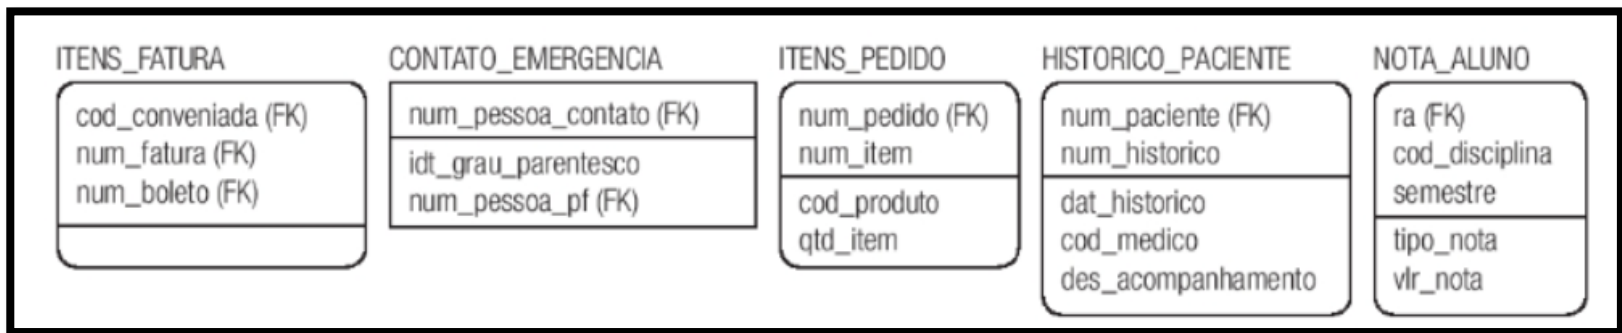 ITENS_FATURA
cod_conveniada (FK)
num_fatura (FK)
num_boleto (FK)
CONTATO_EMERGENCIA
num_pessoa_contato (FK)
idt_grau_parentesco
num_pessoa_pf (FK)
ITENS_PEDIDO
num_pedido (FK)
num_item
cod_produto
qtd_item
HISTORICO_PACIENTE
num_paciente (FK)
num_historico
dat_historico
cod_medico
des_acompanhamento
NOTA_ALUNO
ra (FK)
cod_disciplina
semestre
tipo_nota
vlr_nota